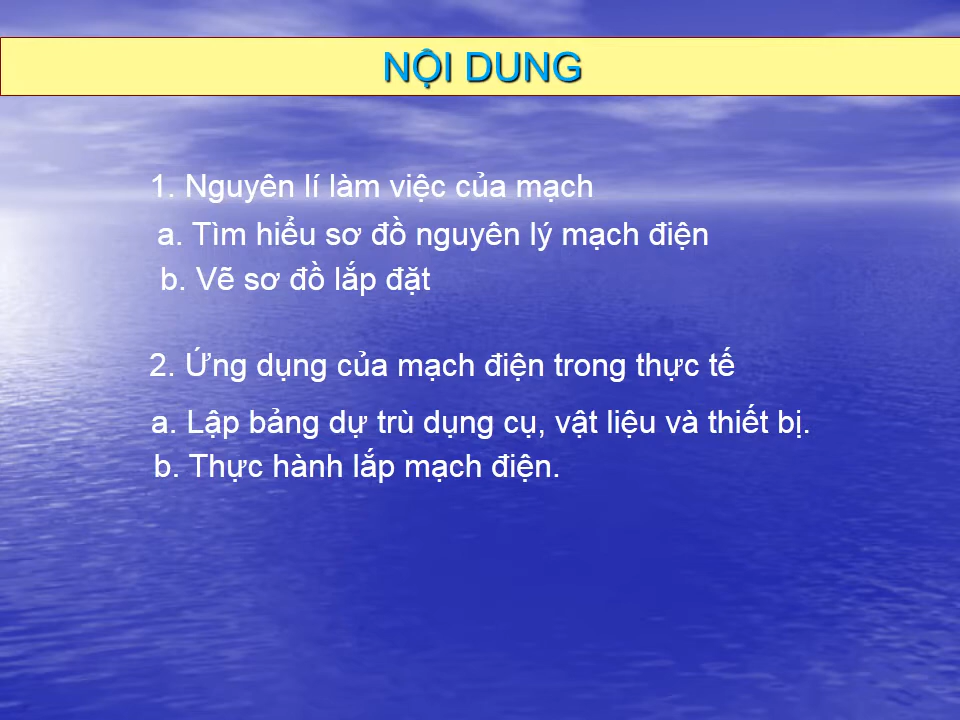 NỘI DUNG
1. Nguyên lí làm việc của mạch
a. Tìm hiểu sơ đồ nguyên lý mạch điện
b. Vẽ sơ đồ lắp đặt
2. Ứng dụng của mạch điện trong thực tế
a. Lập bảng dự trù dụng cụ, vật liệu và thiết bị.
b. Thực hành lắp mạch điện.